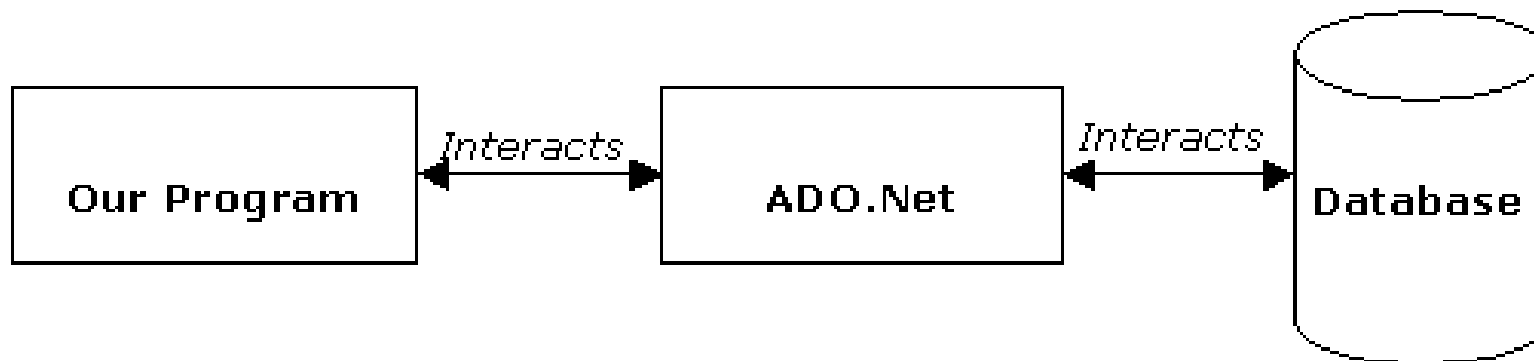 Interacts
Interacts
Our Program
ADO.Net
Database